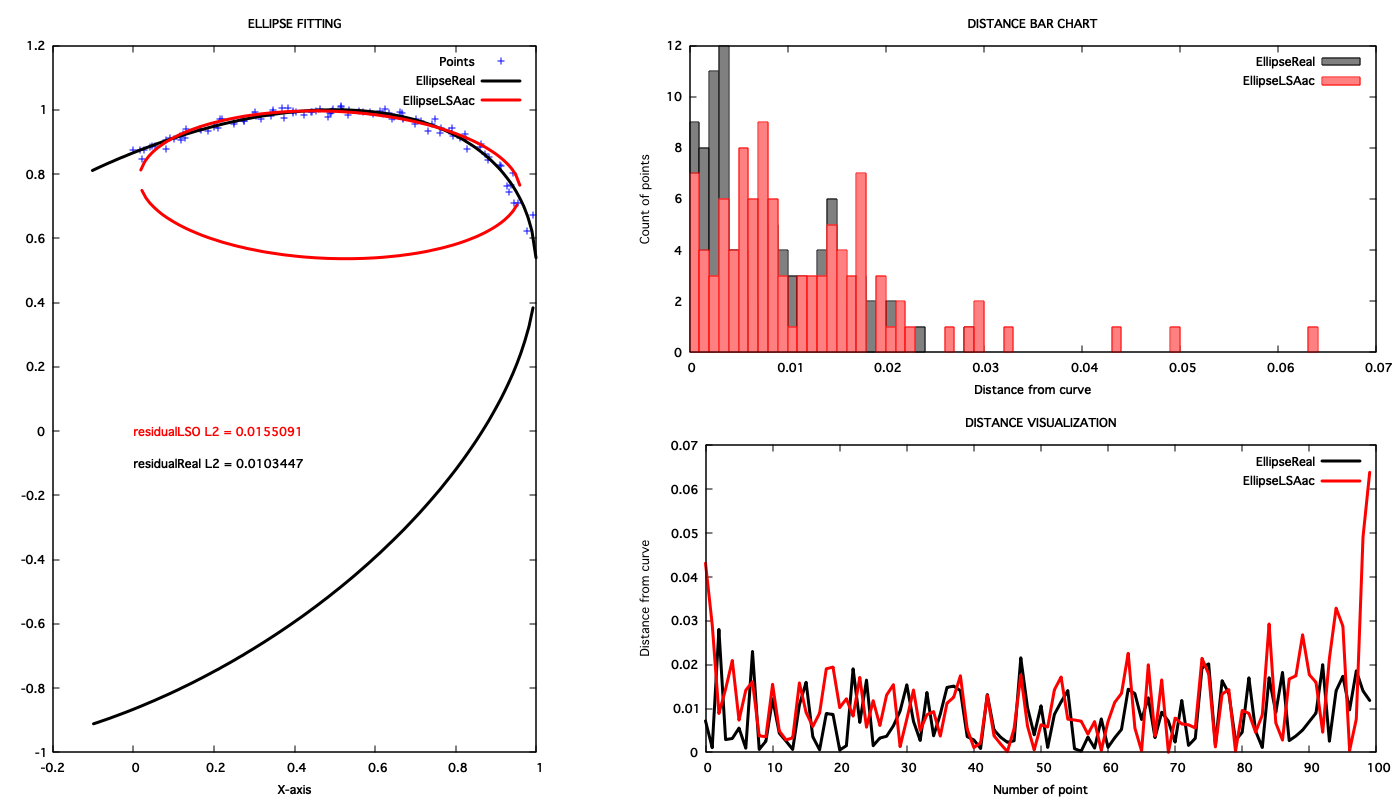 ELLIPSE FITTING
Points
EllipseReal
EllipseLSAac
1.2
1
0.8
0.6
0.4
0.2
0
-0.2
-0.4
-0.6
-0.8
-1
residualLSO L2 = 0.0155091
residualReal L2 = 0.0103447
-0.2 0 0.2 0.4 0.6 0.8 1
X-axis
DISTANCE BAR CHART
EllipseReal
EllipseLSAac
Count of points
12
10
8
6
4
2
0
0 0.01 0.02 0.03 0.04 0.05 0.06 0.07
Distance from curve
DISTANCE VISUALIZATION
EllipseReal
EllipseLSAac
Distance from curve
0.07
0.06
0.05
0.04
0.03
0.02
0.01
0
0 10 20 30 40 50 60 70 80 90 100
Number of point